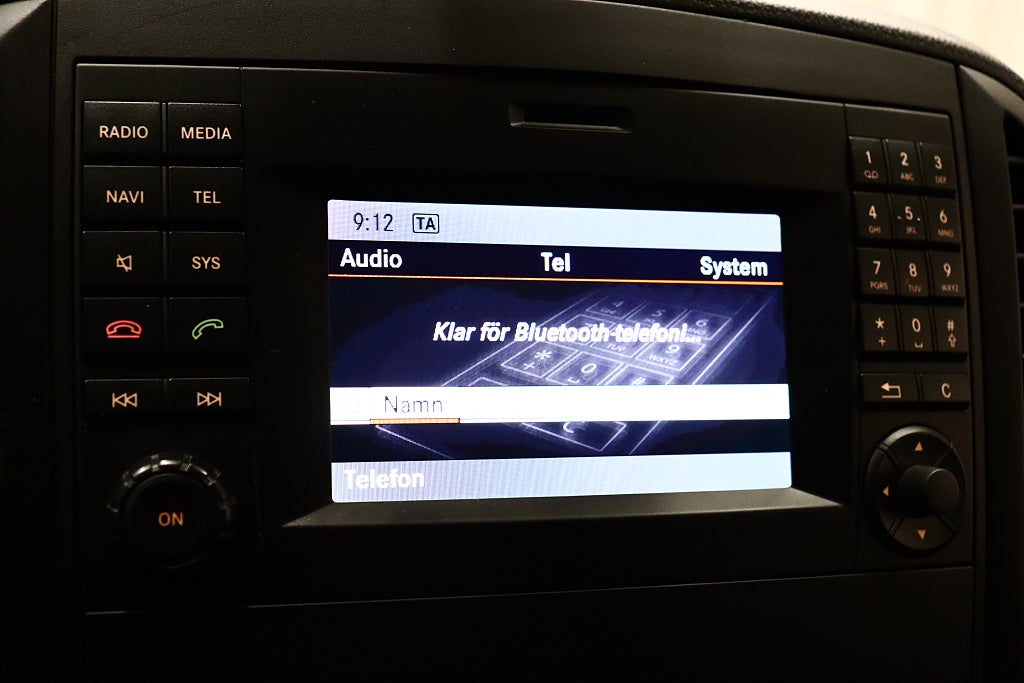 RADIO MEDIA
NAVI TEL
SYS
ON
9:12 TA
Audio Tel System
Klar för Bluetooth-telefoni...
Namn
Telefon
1 2 3
ABC DEF
4 5 6
GHI JKL MNO
7 8 9
PQRS TUV WXYZ
* 0 #
+
C